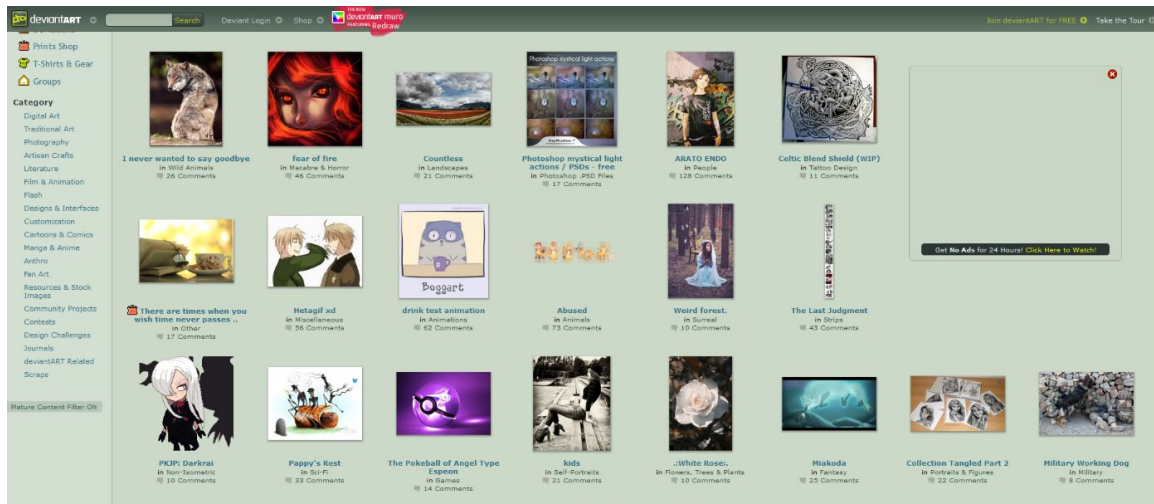 deviantART
Search
Deviant Login
Shop
THE NEW
deviantART muro
FEATURING Redraw
Join deviantART for FREE
Take the Tour
Prints Shop
T-Shirts & Gear
Groups
Category
Digital Art
Traditional Art
Photography
Artisan Crafts
Literature
Film & Animation
Flash
Designs & Interfaces
Customization
Cartoons & Comics
Manga & Anime
Anthro
Fan Art
Resources & Stock
Images
Community Projects
Contests
Design Challenges
Journals
deviantART Related
Scraps
Mature Content Filter ON
I never wanted to say goodbye
in Wild Animals
26 Comments
fear of fire
in Macabre & Horror
46 Comments
Countless
in Landscapes
21 Comments
Photoshop mystical light actions
Photoshop mystical light
actions / PSDs - free
in Photoshop .PSD Files
17 Comments
ARATO ENDO
in People
128 Comments
Celtic Blend Shield (WIP)
in Tattoo Design
11 Comments
Get No Ads for 24 Hours! Click Here to Watch!
There are times when you
wish time never passes ..
in Other
17 Comments
Hetagif xd
in Miscellaneous
56 Comments
Boggart
drink test animation
in Animations
62 Comments
Abused
in Animals
73 Comments
Weird forest.
in Surreal
10 Comments
The Last Judgment
in Strips
43 Comments
PKJP: Darkrai
in Non-Isometric
10 Comments
Pappy's Rest
in Sci-Fi
33 Comments
The Pokeball of Angel Type
Espeon
in Games
14 Comments
kids
in Self-Portraits
21 Comments
.:White Rose:.
in Flowers, Trees & Plants
10 Comments
Miakoda
in Fantasy
25 Comments
Collection Tangled Part 2
in Portraits & Figures
22 Comments
Military Working Dog
in Military
8 Comments